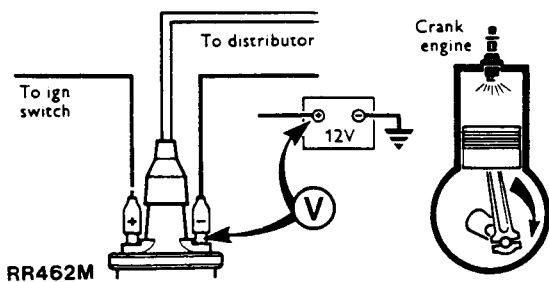 To distributor
Crank
engine
To ign
switch
+
−
+
−
12V
V
RR462M